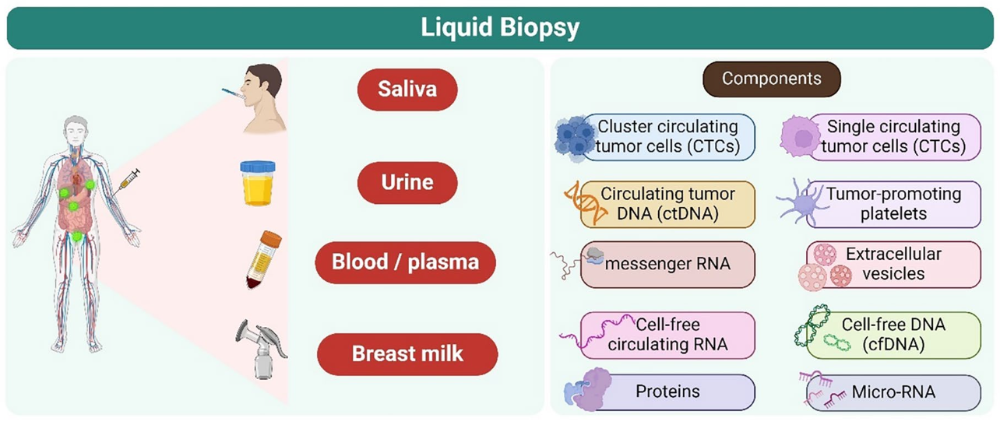 Liquid Biopsy
Saliva
Urine
Blood / plasma
Breast milk
Components
Cluster circulating
tumor cells (CTCs)
Single circulating
tumor cells (CTCs)
Circulating tumor
DNA (ctDNA)
Tumor-promoting
platelets
messenger RNA
Extracellular
vesicles
Cell-free
circulating RNA
Cell-free DNA
(cfDNA)
Proteins
Micro-RNA